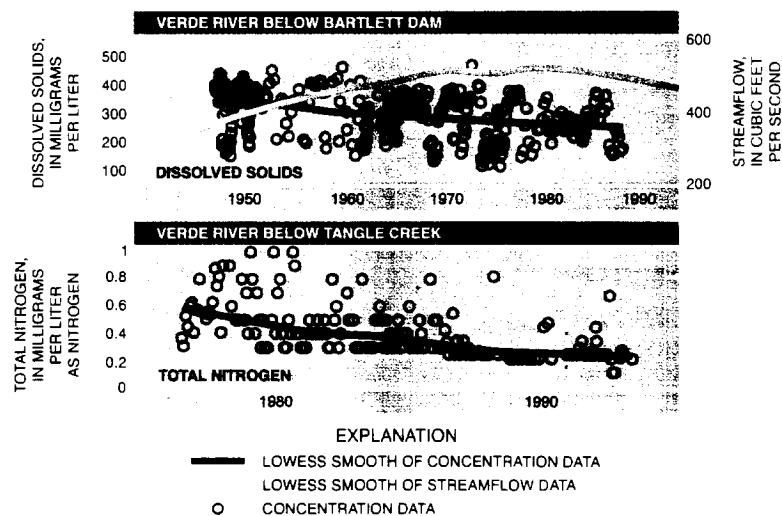 VERDE RIVER BELOW BARTLETT DAM
DISSOLVED SOLIDS,
IN MILLIGRAMS
PER LITER
500
400
300
200
100
600
400
200
STREAMFLOW,
IN CUBIC FEET
PER SECOND
DISSOLVED SOLIDS
1950
1960
1970
1980
1990
VERDE RIVER BELOW TANGLE CREEK
TOTAL NITROGEN,
IN MILLIGRAMS
PER LITER
AS NITROGEN
1
0.8
0.6
0.4
0.2
0
TOTAL NITROGEN
1980
1990
EXPLANATION
LOWESS SMOOTH OF CONCENTRATION DATA
LOWESS SMOOTH OF STREAMFLOW DATA
CONCENTRATION DATA